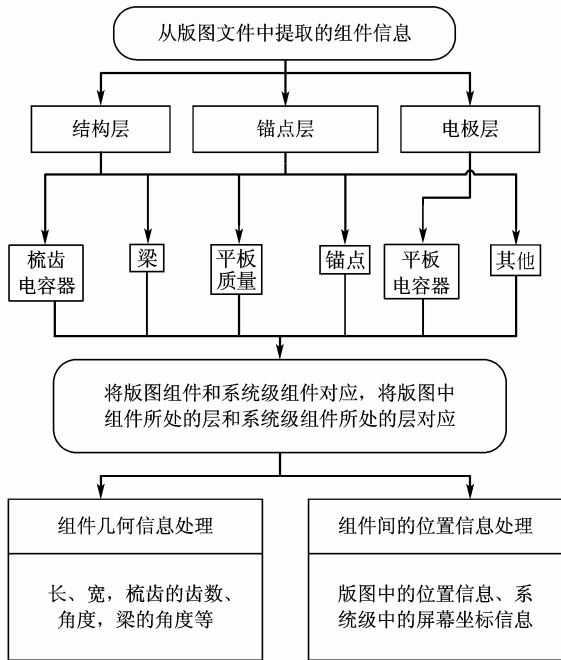 从版图文件中提取的组件信息
结构层
锚点层
电极层
梳齿
电容器
梁
平板
质量
锚点
平板
电容器
其他
将版图组件和系统级组件对应，将版图中
组件所处的层和系统级组件所处的层对应
组件几何信息处理
长、宽，梳齿的齿数、
角度，梁的角度等
组件间的位置信息处理
版图中的位置信息、系
统级中的屏幕坐标信息